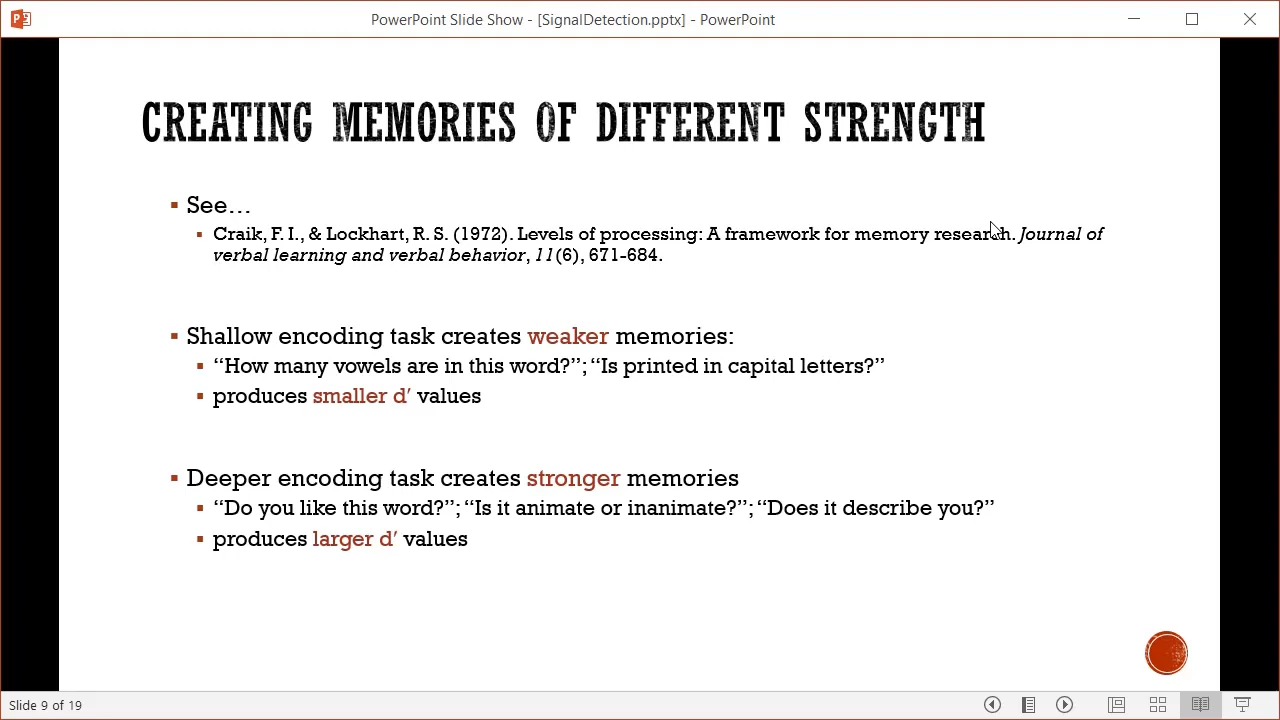 PowerPoint Slide Show - [SignalDetection.pptx] - PowerPoint
CREATING MEMORIES OF DIFFERENT STRENGTH
See…
Craik, F. I., & Lockhart, R. S. (1972). Levels of processing: A framework for memory research. Journal of
verbal learning and verbal behavior, 11(6), 671-684.
Shallow encoding task creates weaker memories:
“How many vowels are in this word?”; “Is printed in capital letters?”
produces smaller d′ values
Deeper encoding task creates stronger memories
“Do you like this word?”; “Is it animate or inanimate?”; “Does it describe you?”
produces larger d′ values
Slide 9 of 19